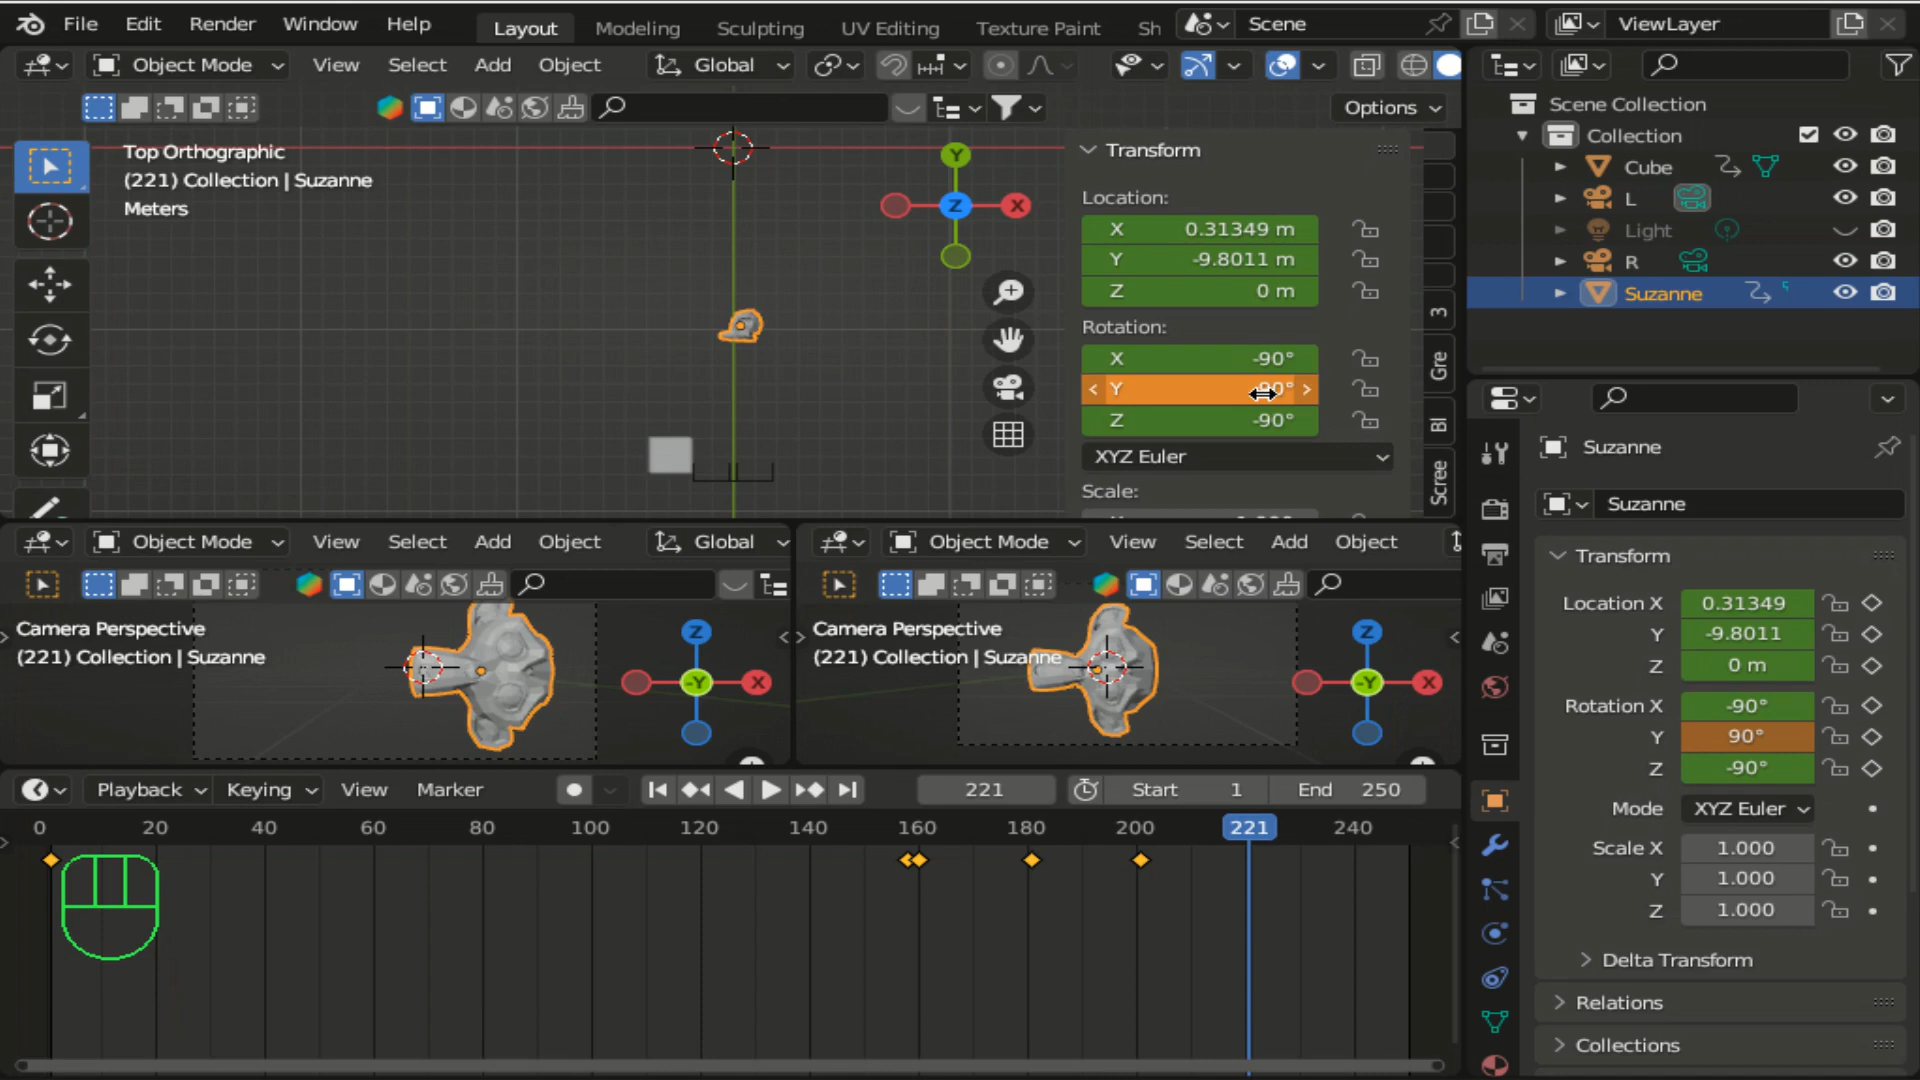 File Edit Render Window Help Layout Modeling Sculpting UV Editing Texture Paint Sh Scene ViewLayer
Object Mode View Select Add Object Global
Options
Top Orthographic
(221) Collection | Suzanne
Meters
Y
Z
X
Transform
Location:
X 0.31349 m
Y -9.8011 m
Z 0 m
Rotation:
X -90°
Y
Z -90°
XYZ Euler
Scale:
3
Gre
Bl
Scree
Scene Collection
Collection
Cube
L
Light
R
Suzanne
Suzanne
Suzanne
Transform
Location X 0.31349
Y -9.8011
Z 0 m
Rotation X -90°
Y 90°
Z -90°
Mode XYZ Euler
Scale X 1.000
Y 1.000
Z 1.000
Delta Transform
Relations
Collections
Object Mode View Select Add Object Global
Camera Perspective
(221) Collection | Suzanne
Z
-Y
X
Object Mode View Select Add Object
Camera Perspective
(221) Collection | Suzanne
Z
-Y
X
Playback Keying View Marker 221 Start 1 End 250
0 20 40 60 80 100 120 140 160 180 200 221 240